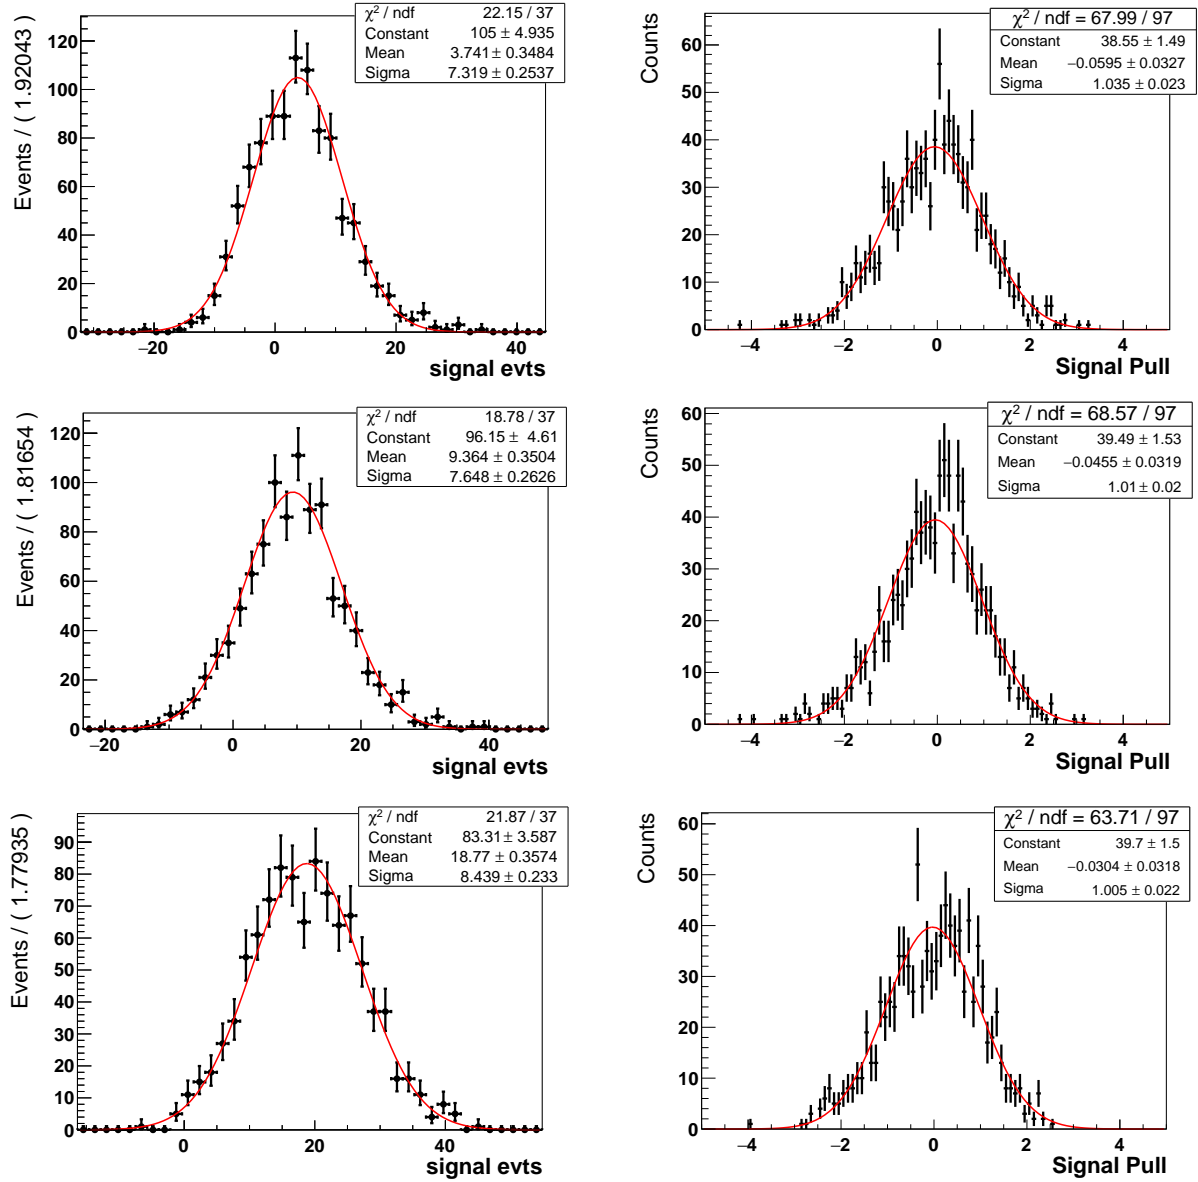 χ² / ndf 22.15 / 37
Constant 105 ± 4.935
Mean 3.741 ± 0.3484
Sigma 7.319 ± 0.2537
Events / ( 1.92043 )
120
100
80
60
40
20
0
−20 0 20 40
signal evts
χ² / ndf = 67.99 / 97
Constant 38.55 ± 1.49
Mean −0.0595 ± 0.0327
Sigma 1.035 ± 0.023
Counts
60
50
40
30
20
10
0
−4 −2 0 2 4
Signal Pull
χ² / ndf 18.78 / 37
Constant 96.15 ± 4.61
Mean 9.364 ± 0.3504
Sigma 7.648 ± 0.2626
Events / ( 1.81654 )
120
100
80
60
40
20
0
−20 0 20 40
signal evts
χ² / ndf = 68.57 / 97
Constant 39.49 ± 1.53
Mean −0.0455 ± 0.0319
Sigma 1.01 ± 0.02
Counts
60
50
40
30
20
10
0
−4 −2 0 2 4
Signal Pull
χ² / ndf 21.87 / 37
Constant 83.31 ± 3.587
Mean 18.77 ± 0.3574
Sigma 8.439 ± 0.233
Events / ( 1.77935 )
90
80
70
60
50
40
30
20
10
0
0 20 40
signal evts
χ² / ndf = 63.71 / 97
Constant 39.7 ± 1.5
Mean −0.0304 ± 0.0318
Sigma 1.005 ± 0.022
Counts
60
50
40
30
20
10
0
−4 −2 0 2 4
Signal Pull